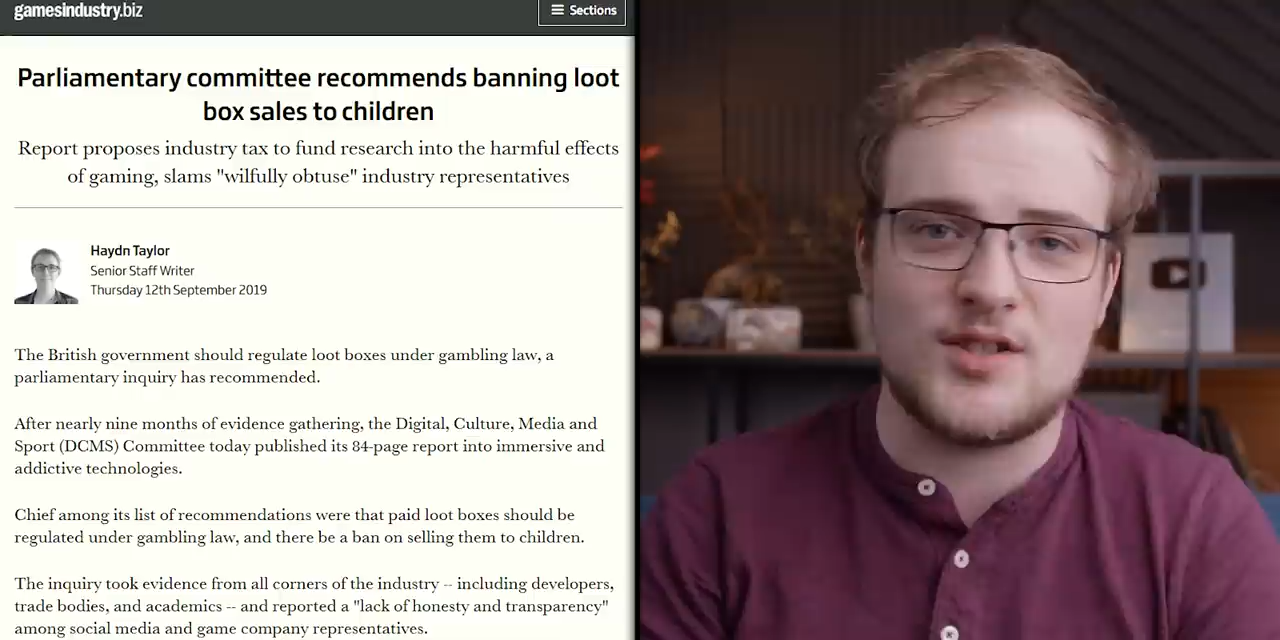 gamesindustry.biz
Sections
Parliamentary committee recommends banning loot
box sales to children
Report proposes industry tax to fund research into the harmful effects
of gaming, slams "wilfully obtuse" industry representatives
Haydn Taylor
Senior Staff Writer
Thursday 12th September 2019
The British government should regulate loot boxes under gambling law, a
parliamentary inquiry has recommended.
After nearly nine months of evidence gathering, the Digital, Culture, Media and
Sport (DCMS) Committee today published its 84-page report into immersive and
addictive technologies.
Chief among its list of recommendations were that paid loot boxes should be
regulated under gambling law, and there be a ban on selling them to children.
The inquiry took evidence from all corners of the industry -- including developers,
trade bodies, and academics -- and reported a "lack of honesty and transparency"
among social media and game company representatives.